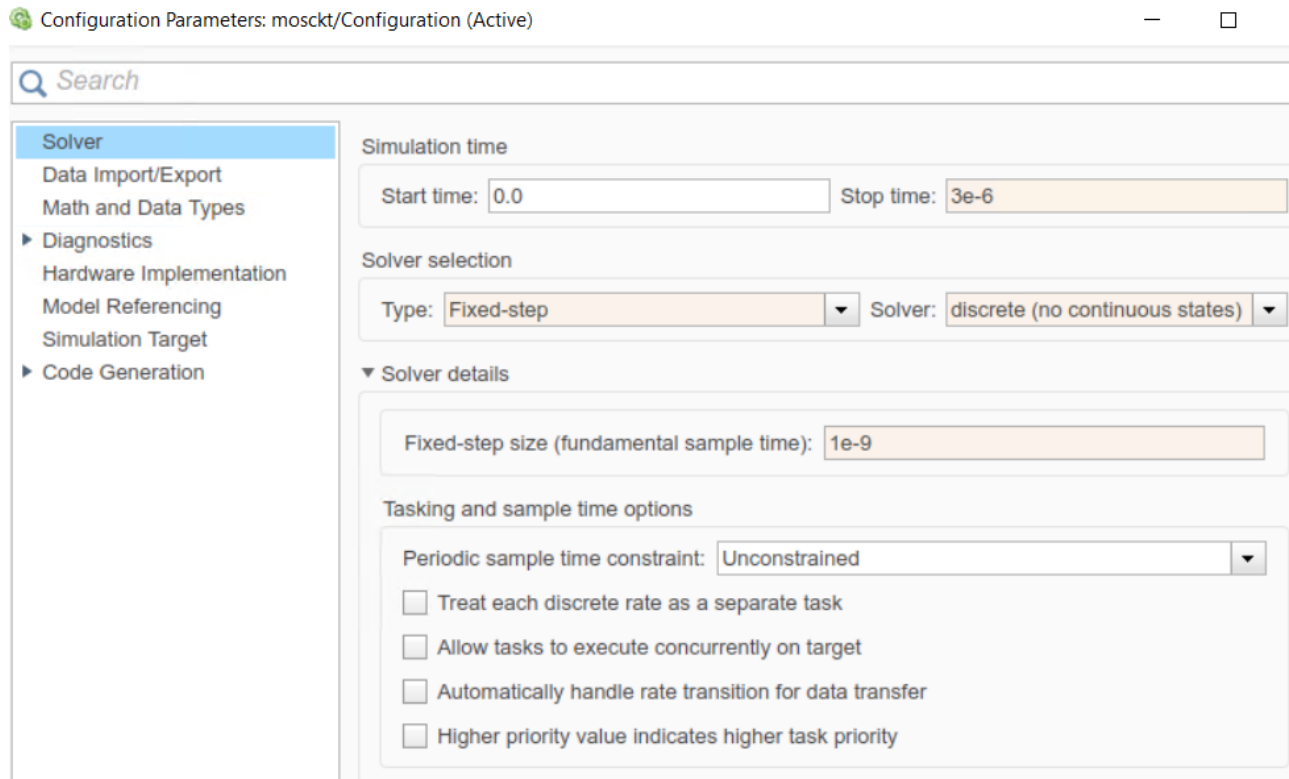 Configuration Parameters: mosckt/Configuration (Active)
Search
Solver
Data Import/Export
Math and Data Types
Diagnostics
Hardware Implementation
Model Referencing
Simulation Target
Code Generation
Simulation time
Start time: 0.0 Stop time: 3e-6
Solver selection
Type: Fixed-step Solver: discrete (no continuous states)
Solver details
Fixed-step size (fundamental sample time): 1e-9
Tasking and sample time options
Periodic sample time constraint: Unconstrained
Treat each discrete rate as a separate task
Allow tasks to execute concurrently on target
Automatically handle rate transition for data transfer
Higher priority value indicates higher task priority